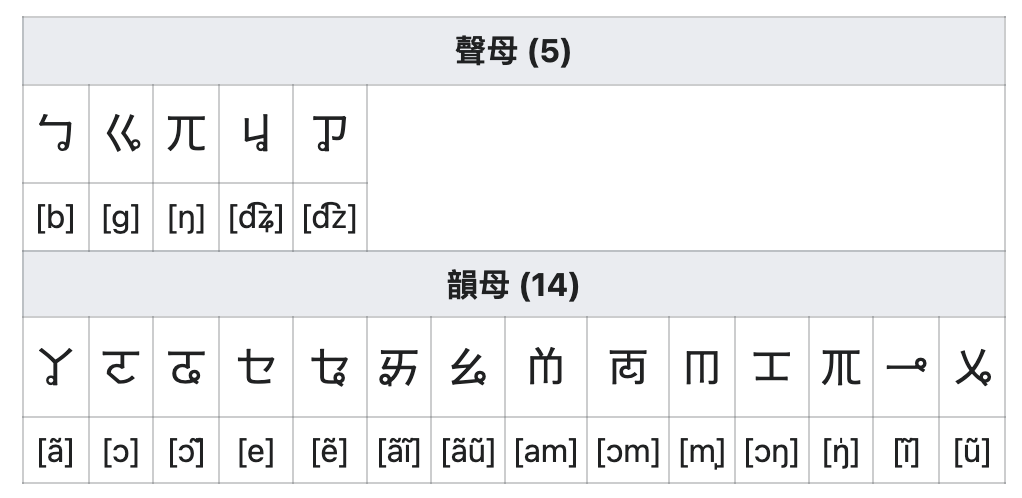 聲母 (5)
ㆠ ㆣ ㄫ ㆢ ㆡ
[b] [g] [ŋ] [d͡ʑ] [d͡z]
韻母 (14)
ㆩ ㆦ ㆧ ㆤ ㆥ ㆮ ㆯ ㆰ ㆱ ㆬ ㆲ ㆭ ㆪ ㆫ
[ã] [ɔ] [ɔ̃] [e] [ẽ] [ãĩ] [ãũ] [am] [ɔm] [m̩] [ɔŋ] [ŋ̍] [ĩ] [ũ]